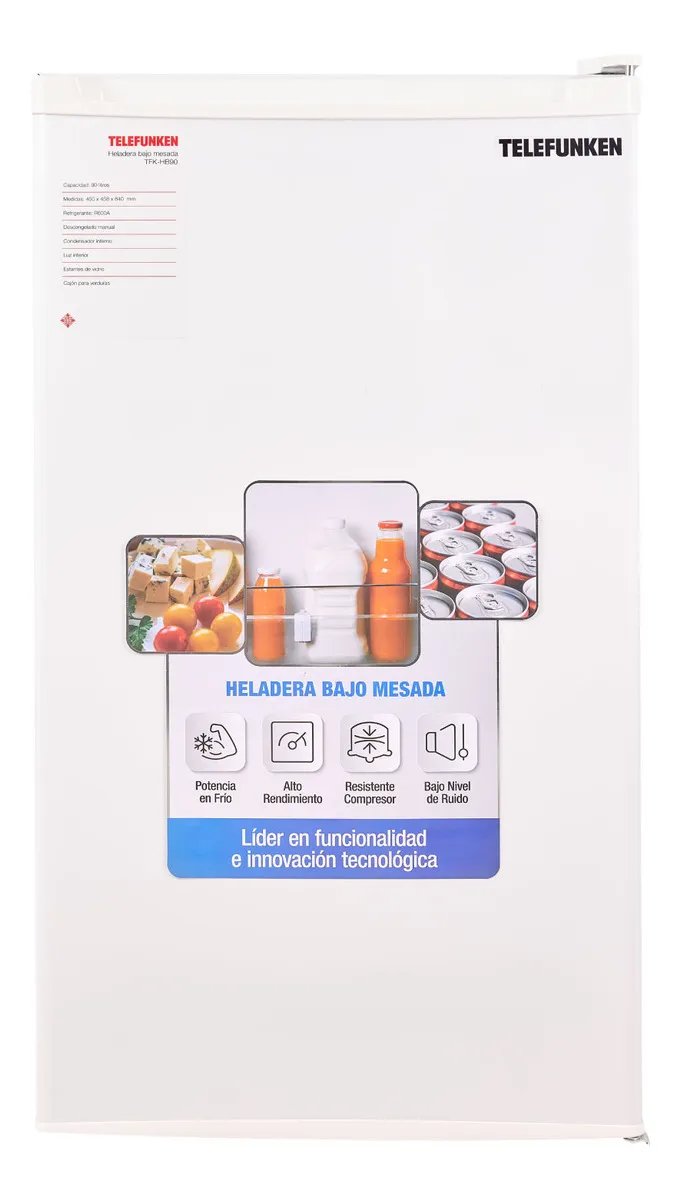 TELEFUNKEN
Heladera bajo mesada
TFK-HB90
TELEFUNKEN
Capacidad: 90 litros
Medidas: 460 x 458 x 840 mm
Refrigerante: R600A
Descongelado manual
Condensador interno
Luz interior
Estantes de vidrio
Cajón para verduras
HELADERA BAJO MESADA
Potencia
en Frío
Alto
Rendimiento
Resistente
Compresor
Bajo Nivel
de Ruido
Líder en funcionalidad
e innovación tecnológica